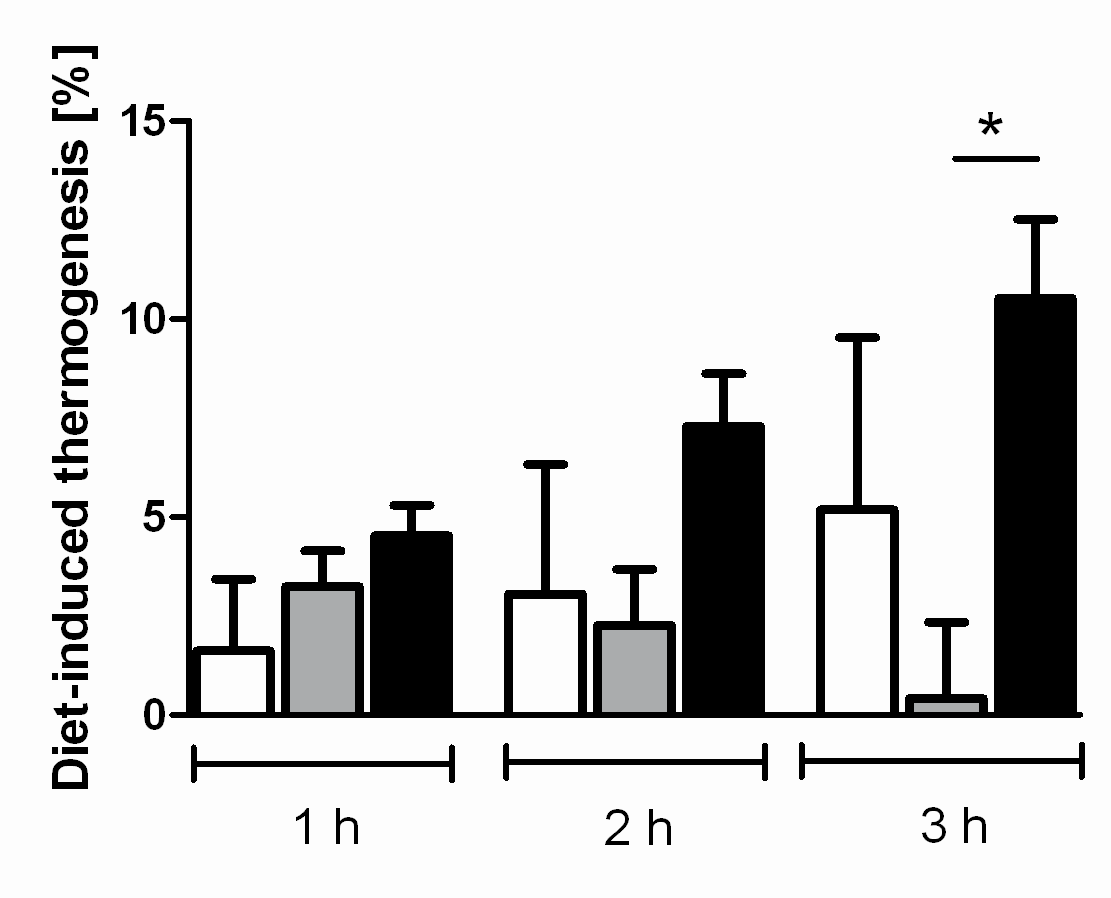 Diet-induced thermogenesis [%]
15
10
5
0
*
1 h
2 h
3 h